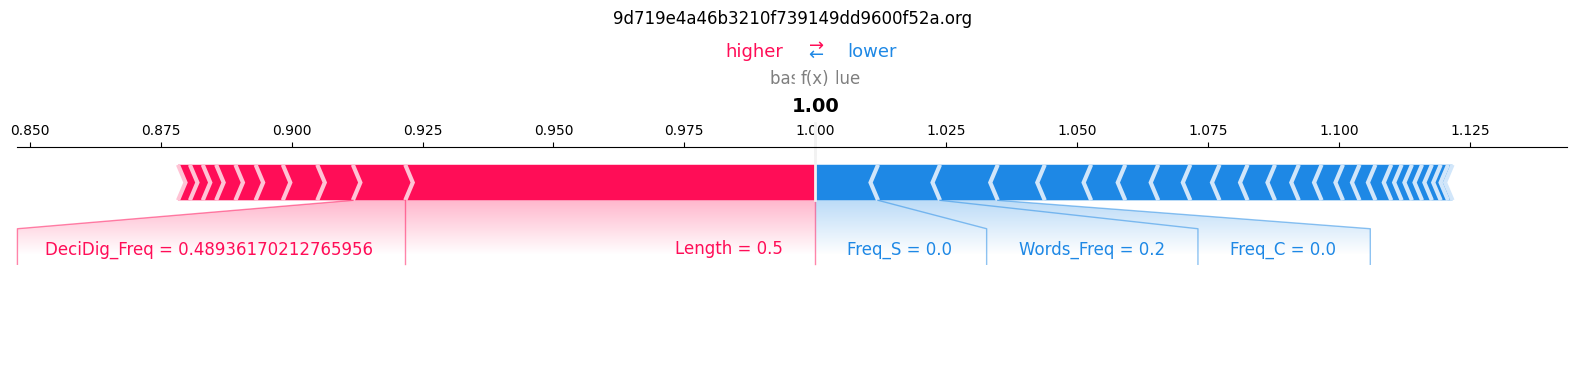 9d719e4a46b3210f739149dd9600f52a.org
higher → ← lower
f(x)
1.00
0.850 0.875 0.900 0.925 0.950 0.975 1.000 1.025 1.050 1.075 1.100 1.125
DeciDig_Freq = 0.48936170212765956 Length = 0.5 Freq_S = 0.0 Words_Freq = 0.2 Freq_C = 0.0